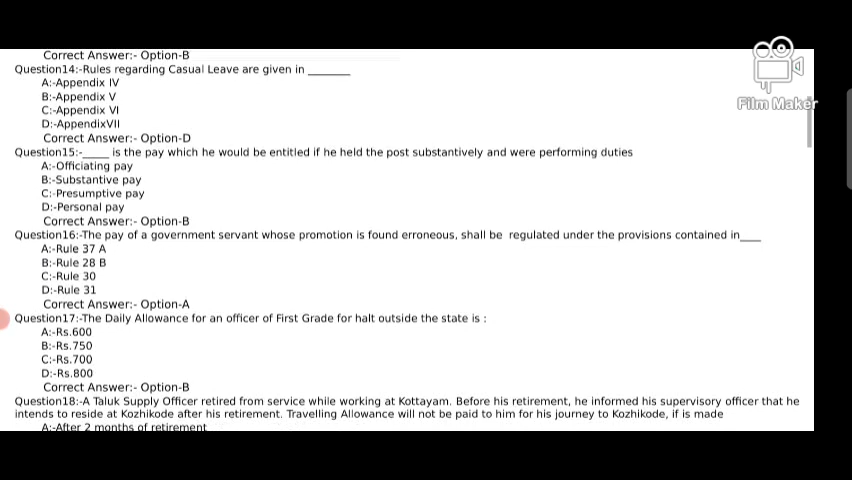 Correct Answer:- Option-B
Question14:-Rules regarding Casual Leave are given in _______
A:-Appendix IV
B:-Appendix V
C:-Appendix VI
D:-AppendixVII
Correct Answer:- Option-D
Question15:-____ is the pay which he would be entitled if he held the post substantively and were performing duties
A:-Officiating pay
B:-Substantive pay
C:-Presumptive pay
D:-Personal pay
Correct Answer:- Option-B
Question16:-The pay of a government servant whose promotion is found erroneous, shall be regulated under the provisions contained in___
A:-Rule 37 A
B:-Rule 28 B
C:-Rule 30
D:-Rule 31
Correct Answer:- Option-A
Question17:-The Daily Allowance for an officer of First Grade for halt outside the state is :
A:-Rs.600
B:-Rs.750
C:-Rs.700
D:-Rs.800
Correct Answer:- Option-B
Question18:-A Taluk Supply Officer retired from service while working at Kottayam. Before his retirement, he informed his supervisory officer that he
intends to reside at Kozhikode after his retirement. Travelling Allowance will not be paid to him for his journey to Kozhikode, if is made
A:-After 2 months of retirement
Film Maker